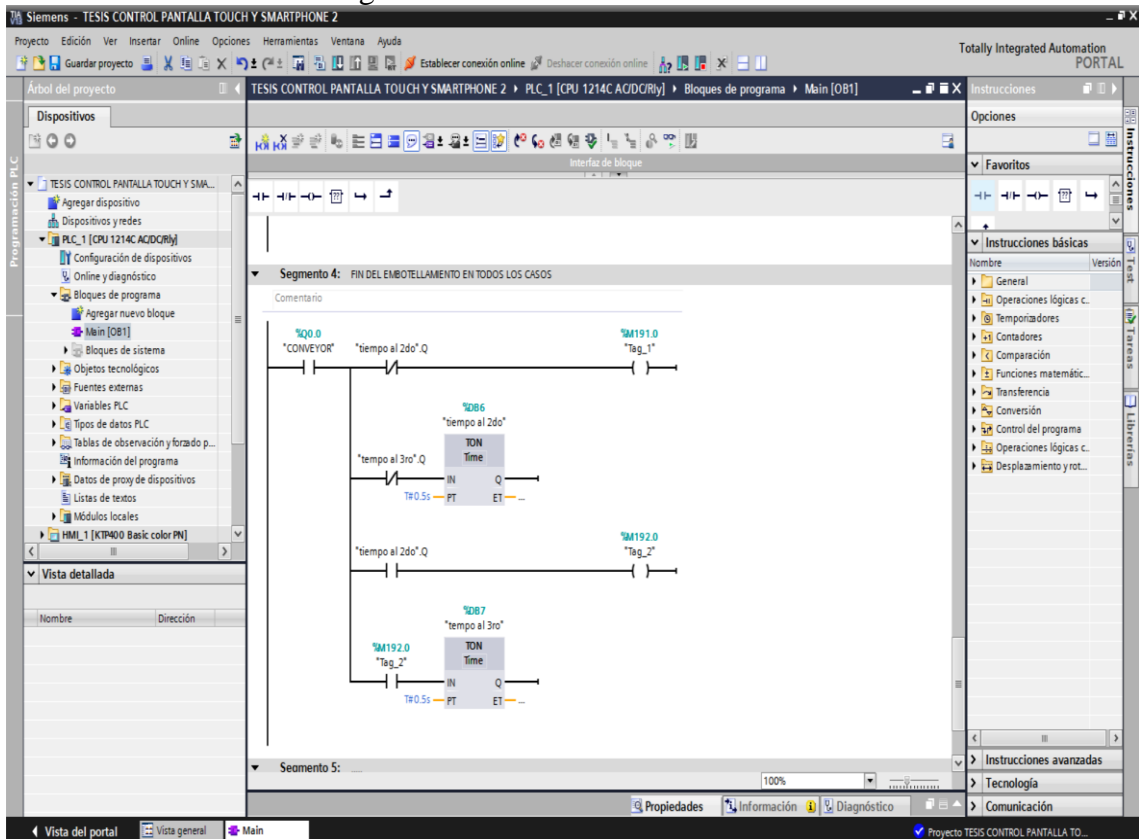 Siemens - TESIS CONTROL PANTALLA TOUCH Y SMARTPHONE 2
Proyecto Edición Ver Insertar Online Opciones Herramientas Ventana Ayuda
Totally Integrated Automation
PORTAL
Guardar proyecto
Establecer conexión online
Deshacer conexión online
Árbol del proyecto
TESIS CONTROL PANTALLA TOUCH Y SMARTPHONE 2 PLC_1 [CPU 1214C AC/DC/Rly] Bloques de programa Main [OB1]
Instrucciones
Dispositivos
Opciones
Programación PLC
TESIS CONTROL PANTALLA TOUCH Y SMA...
Agregar dispositivo
Dispositivos y redes
PLC_1 [CPU 1214C AC/DC/Rly]
Configuración de dispositivos
Online y diagnóstico
Bloques de programa
Agregar nuevo bloque
Main [OB1]
Bloques de sistema
Objetos tecnológicos
Fuentes externas
Variables PLC
Tipos de datos PLC
Tablas de observación y forzado p...
Información del programa
Datos de proxy de dispositivos
Listas de textos
Módulos locales
HMI_1 [KTP400 Basic color PN]
Vista detallada
Nombre Dirección
Interfaz de bloque
Segmento 4: FIN DEL EMBOTELLAMIENTO EN TODOS LOS CASOS
Comentario
%Q0.0
"CONVEYOR"
"tiempo al 2do".Q
%M191.0
"Tag_1"
%DB6
"tiempo al 2do"
TON
Time
"tempo al 3ro".Q
IN Q
T#0.5s PT ET ...
"tiempo al 2do".Q
%M192.0
"Tag_2"
%DB7
"tempo al 3ro"
TON
Time
%M192.0
"Tag_2"
IN Q
T#0.5s PT ET ...
Segmento 5:
100%
Propiedades Información Diagnóstico
Favoritos
Instrucciones básicas
Nombre Versión
General
Operaciones lógicas c..
Temporizadores
Contadores
Comparación
Funciones matemátic...
Transferencia
Conversión
Control del programa
Operaciones lógicas c..
Desplazamiento y rot...
Instrucciones avanzadas
Tecnología
Comunicación
Instrucciones
Test
Tareas
Librerías
Vista del portal Vista general Main
Proyecto TESIS CONTROL PANTALLA TO...